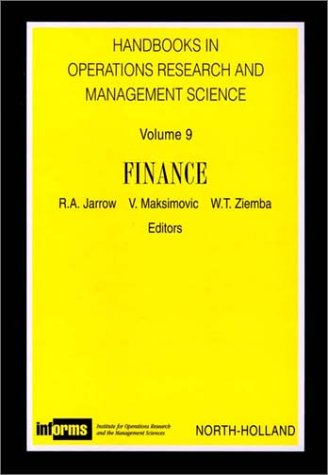 HANDBOOKS IN
OPERATIONS RESEARCH AND
MANAGEMENT SCIENCE
Volume 9
FINANCE
R.A. Jarrow V. Maksimovic W.T. Ziemba
Editors
informs
Institute for Operations Research
and the Management Sciences
NORTH-HOLLAND